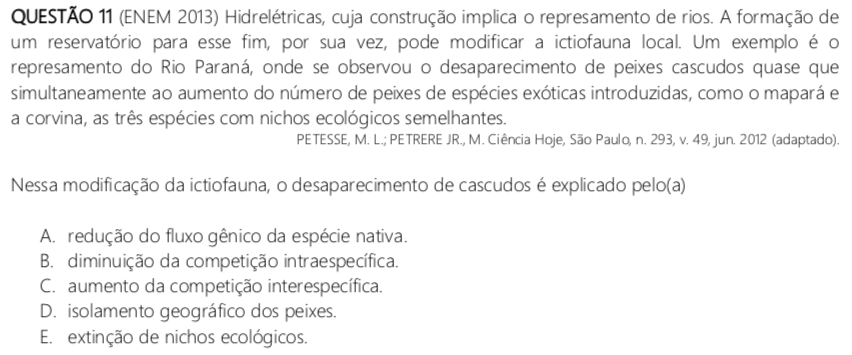 QUESTÃO 11 (ENEM 2013) Hidrelétricas, cuja construção implica o represamento de rios. A formação de
um reservatório para esse fim, por sua vez, pode modificar a ictiofauna local. Um exemplo é o
represamento do Rio Paraná, onde se observou o desaparecimento de peixes cascudos quase que
simultaneamente ao aumento do número de peixes de espécies exóticas introduzidas, como o mapará e
a corvina, as três espécies com nichos ecológicos semelhantes.
PETESSE, M. L.; PETRERE JR., M. Ciência Hoje, São Paulo, n. 293, v. 49, jun. 2012 (adaptado).
Nessa modificação da ictiofauna, o desaparecimento de cascudos é explicado pelo(a)
A. redução do fluxo gênico da espécie nativa.
B. diminuição da competição intraespecífica.
C. aumento da competição interespecífica.
D. isolamento geográfico dos peixes.
E. extinção de nichos ecológicos.